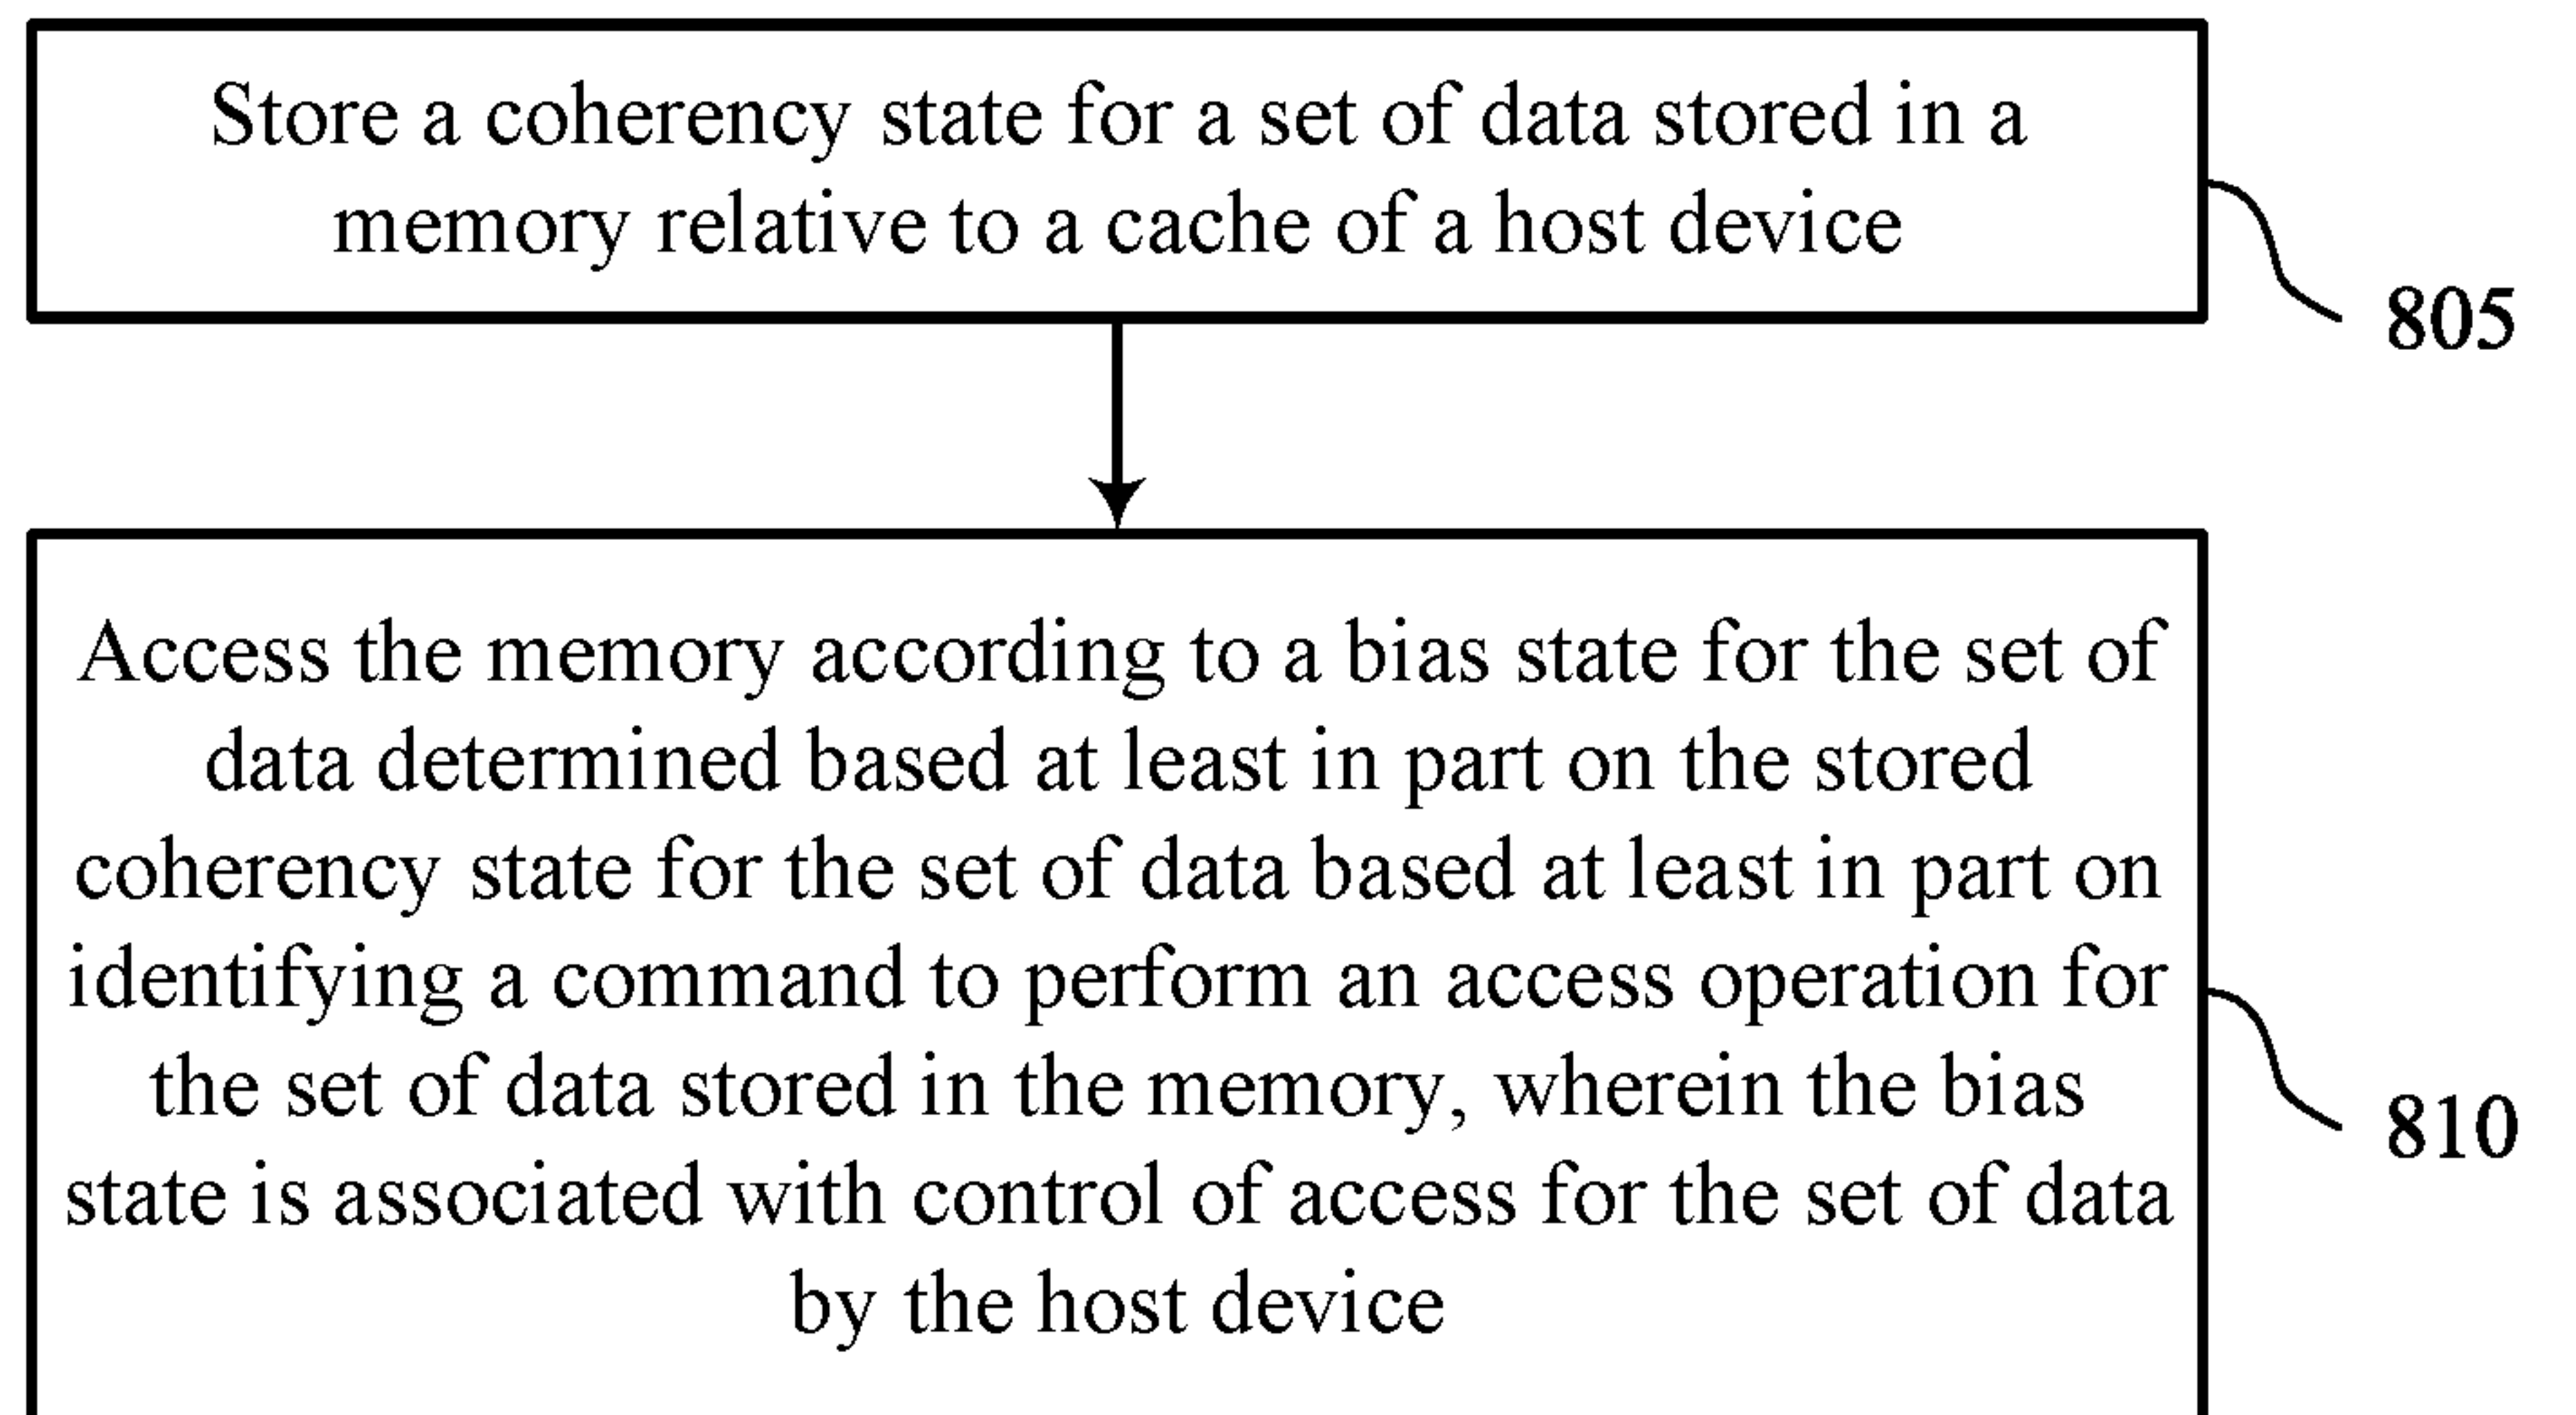 Store a coherency state for a set of data stored in a
memory relative to a cache of a host device
805
Access the memory according to a bias state for the set of
data determined based at least in part on the stored
coherency state for the set of data based at least in part on
identifying a command to perform an access operation for
the set of data stored in the memory, wherein the bias
state is associated with control of access for the set of data
by the host device
810